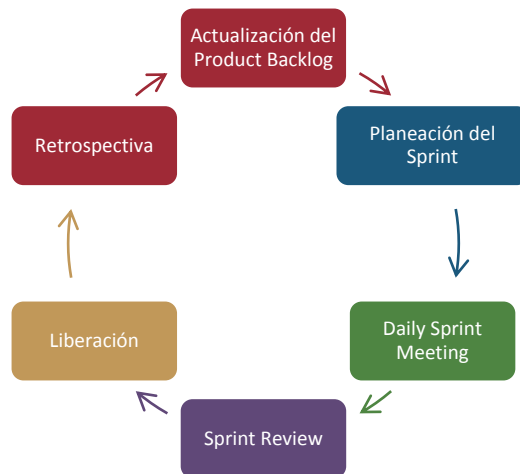 Actualización del
Product Backlog
Planeación del
Sprint
Daily Sprint
Meeting
Sprint Review
Liberación
Retrospectiva